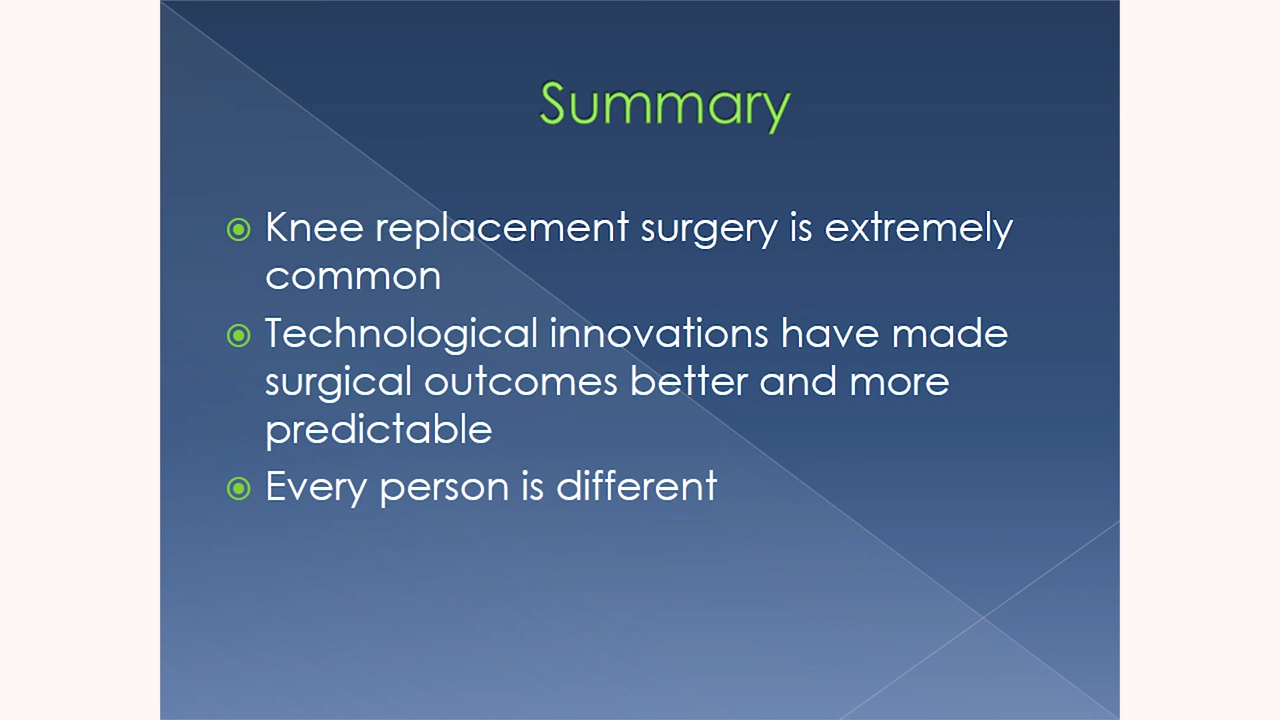 Summary
Knee replacement surgery is extremely
common
Technological innovations have made
surgical outcomes better and more
predictable
Every person is different